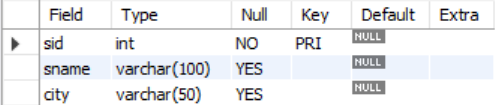 Field Type Null Key Default Extra
sid int NO PRI NULL
sname varchar(100) YES NULL
city varchar(50) YES NULL